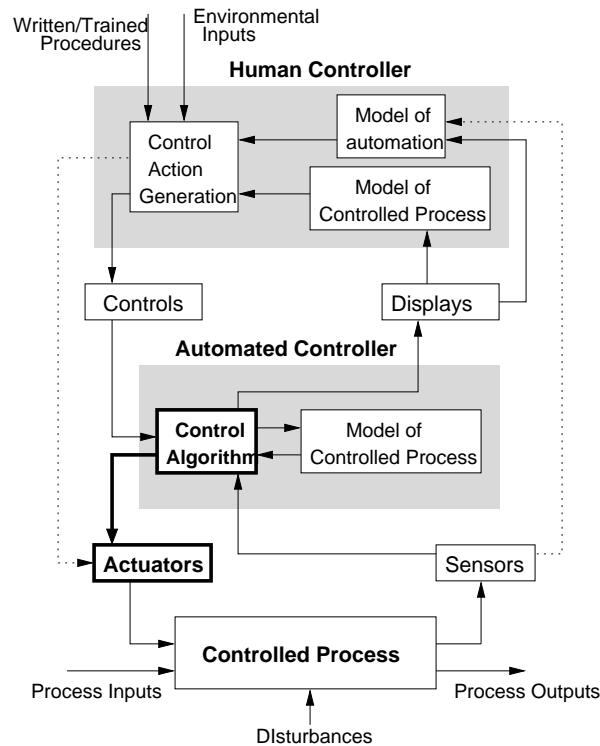 Written/Trained
Procedures
Environmental
Inputs
Human Controller
Control
Action
Generation
Model of
automation
Model of
Controlled Process
Controls
Displays
Automated Controller
Control
Algorithm
Model of
Controlled Process
Actuators
Sensors
Controlled Process
Process Inputs
Process Outputs
DIsturbances